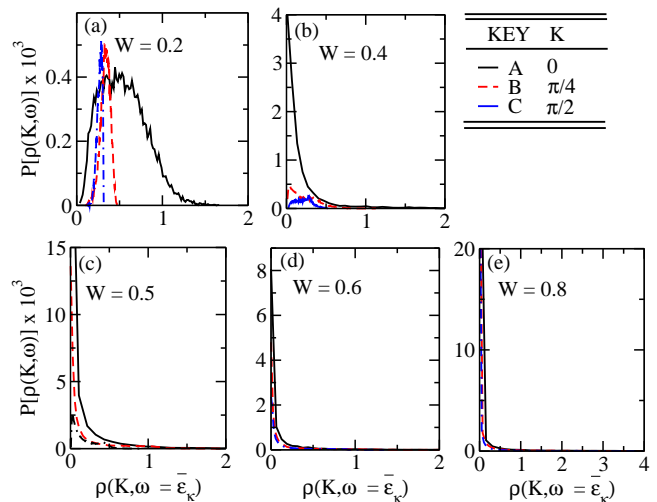 (a)
W = 0.2
P[ρ(K,ω)] x 10³
0.4
0.2
0
0 1 2
(b)
W = 0.4
4
3
2
1
0
0 1 2
KEY K
A 0
B π/4
C π/2
(c)
W = 0.5
P[ρ(K,ω)] x 10³
15
10
5
0
0 1 2
ρ(K,ω = ε̄_K)
(d)
W = 0.6
8
6
4
2
0
0 1 2
ρ(K,ω = ε̄_K)
(e)
W = 0.8
20
10
0
0 1 2 3 4
ρ(K,ω = ε̄_K)